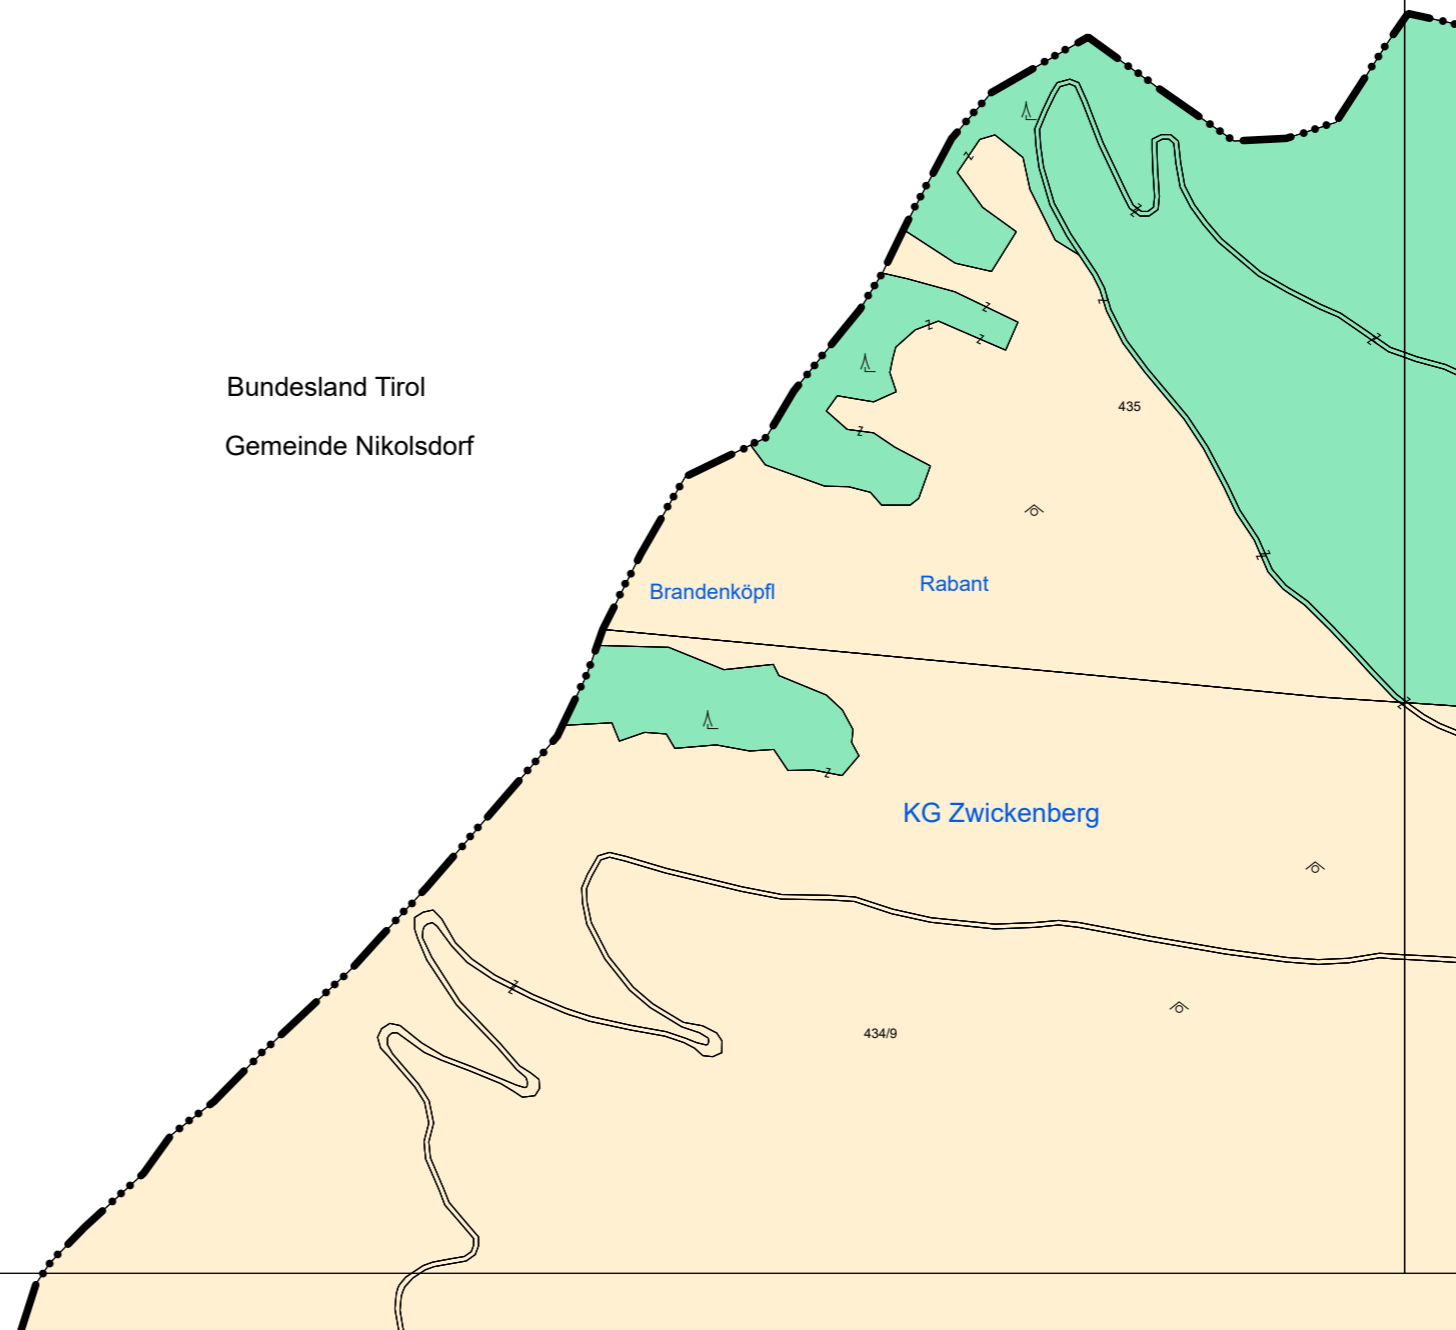 Bundesland Tirol
Gemeinde Nikolsdorf
435
Brandenköpfl
Rabant
KG Zwickenberg
434/9